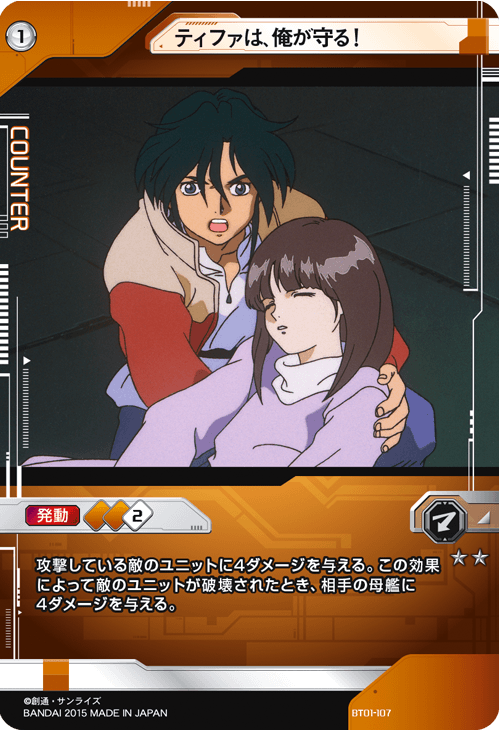 1
ティファは、俺が守る!
COUNTER
発動
2
攻撃している敵のユニットに4ダメージを与える。この効果
によって敵のユニットが破壊されたとき、相手の母艦に
4ダメージを与える。
©創通・サンライズ
BANDAI 2015 MADE IN JAPAN
BT01-107